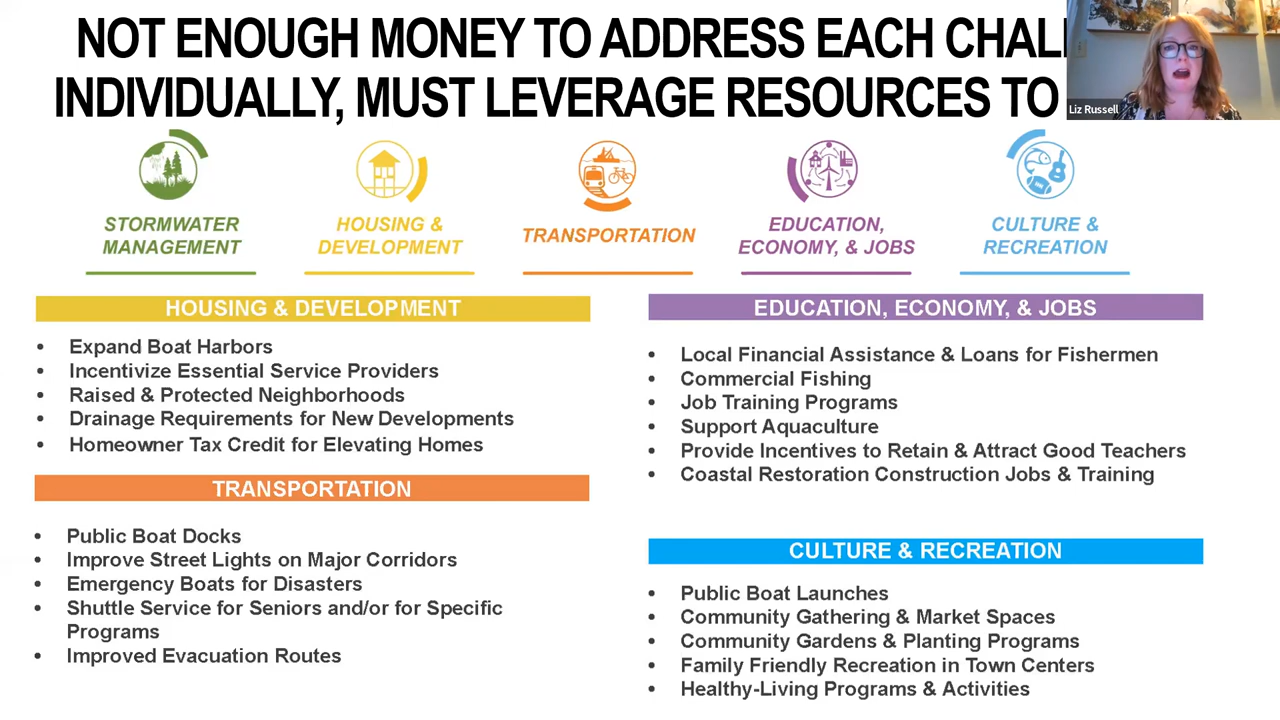 NOT ENOUGH MONEY TO ADDRESS EACH
INDIVIDUALLY, MUST LEVERAGE RESOURCES TO
Liz Russell
STORMWATER
MANAGEMENT
HOUSING &
DEVELOPMENT
TRANSPORTATION
EDUCATION,
ECONOMY, & JOBS
CULTURE &
RECREATION
HOUSING & DEVELOPMENT
• Expand Boat Harbors
• Incentivize Essential Service Providers
• Raised & Protected Neighborhoods
• Drainage Requirements for New Developments
• Homeowner Tax Credit for Elevating Homes
TRANSPORTATION
• Public Boat Docks
• Improve Street Lights on Major Corridors
• Emergency Boats for Disasters
• Shuttle Service for Seniors and/or for Specific
Programs
• Improved Evacuation Routes
EDUCATION, ECONOMY, & JOBS
• Local Financial Assistance & Loans for Fishermen
• Commercial Fishing
• Job Training Programs
• Support Aquaculture
• Provide Incentives to Retain & Attract Good Teachers
• Coastal Restoration Construction Jobs & Training
CULTURE & RECREATION
• Public Boat Launches
• Community Gathering & Market Spaces
• Community Gardens & Planting Programs
• Family Friendly Recreation in Town Centers
• Healthy-Living Programs & Activities